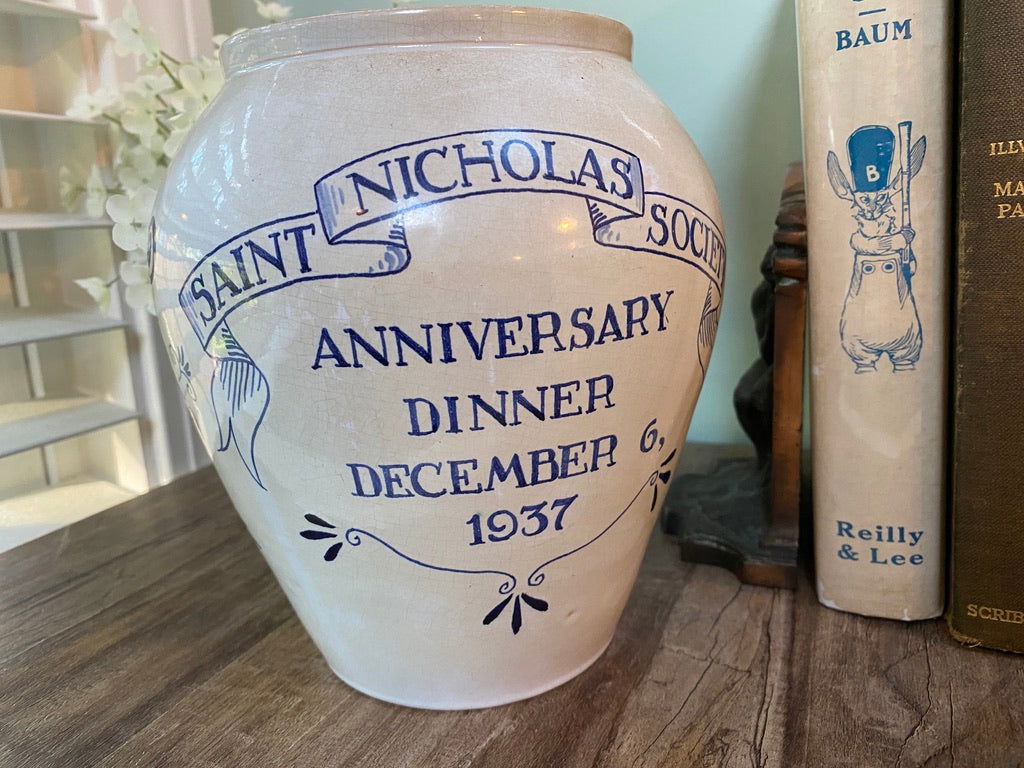 SAINT NICHOLAS SOCIET
ANNIVERSARY
DINNER
DECEMBER 6,
1937
BAUM
B
Reilly
& Lee